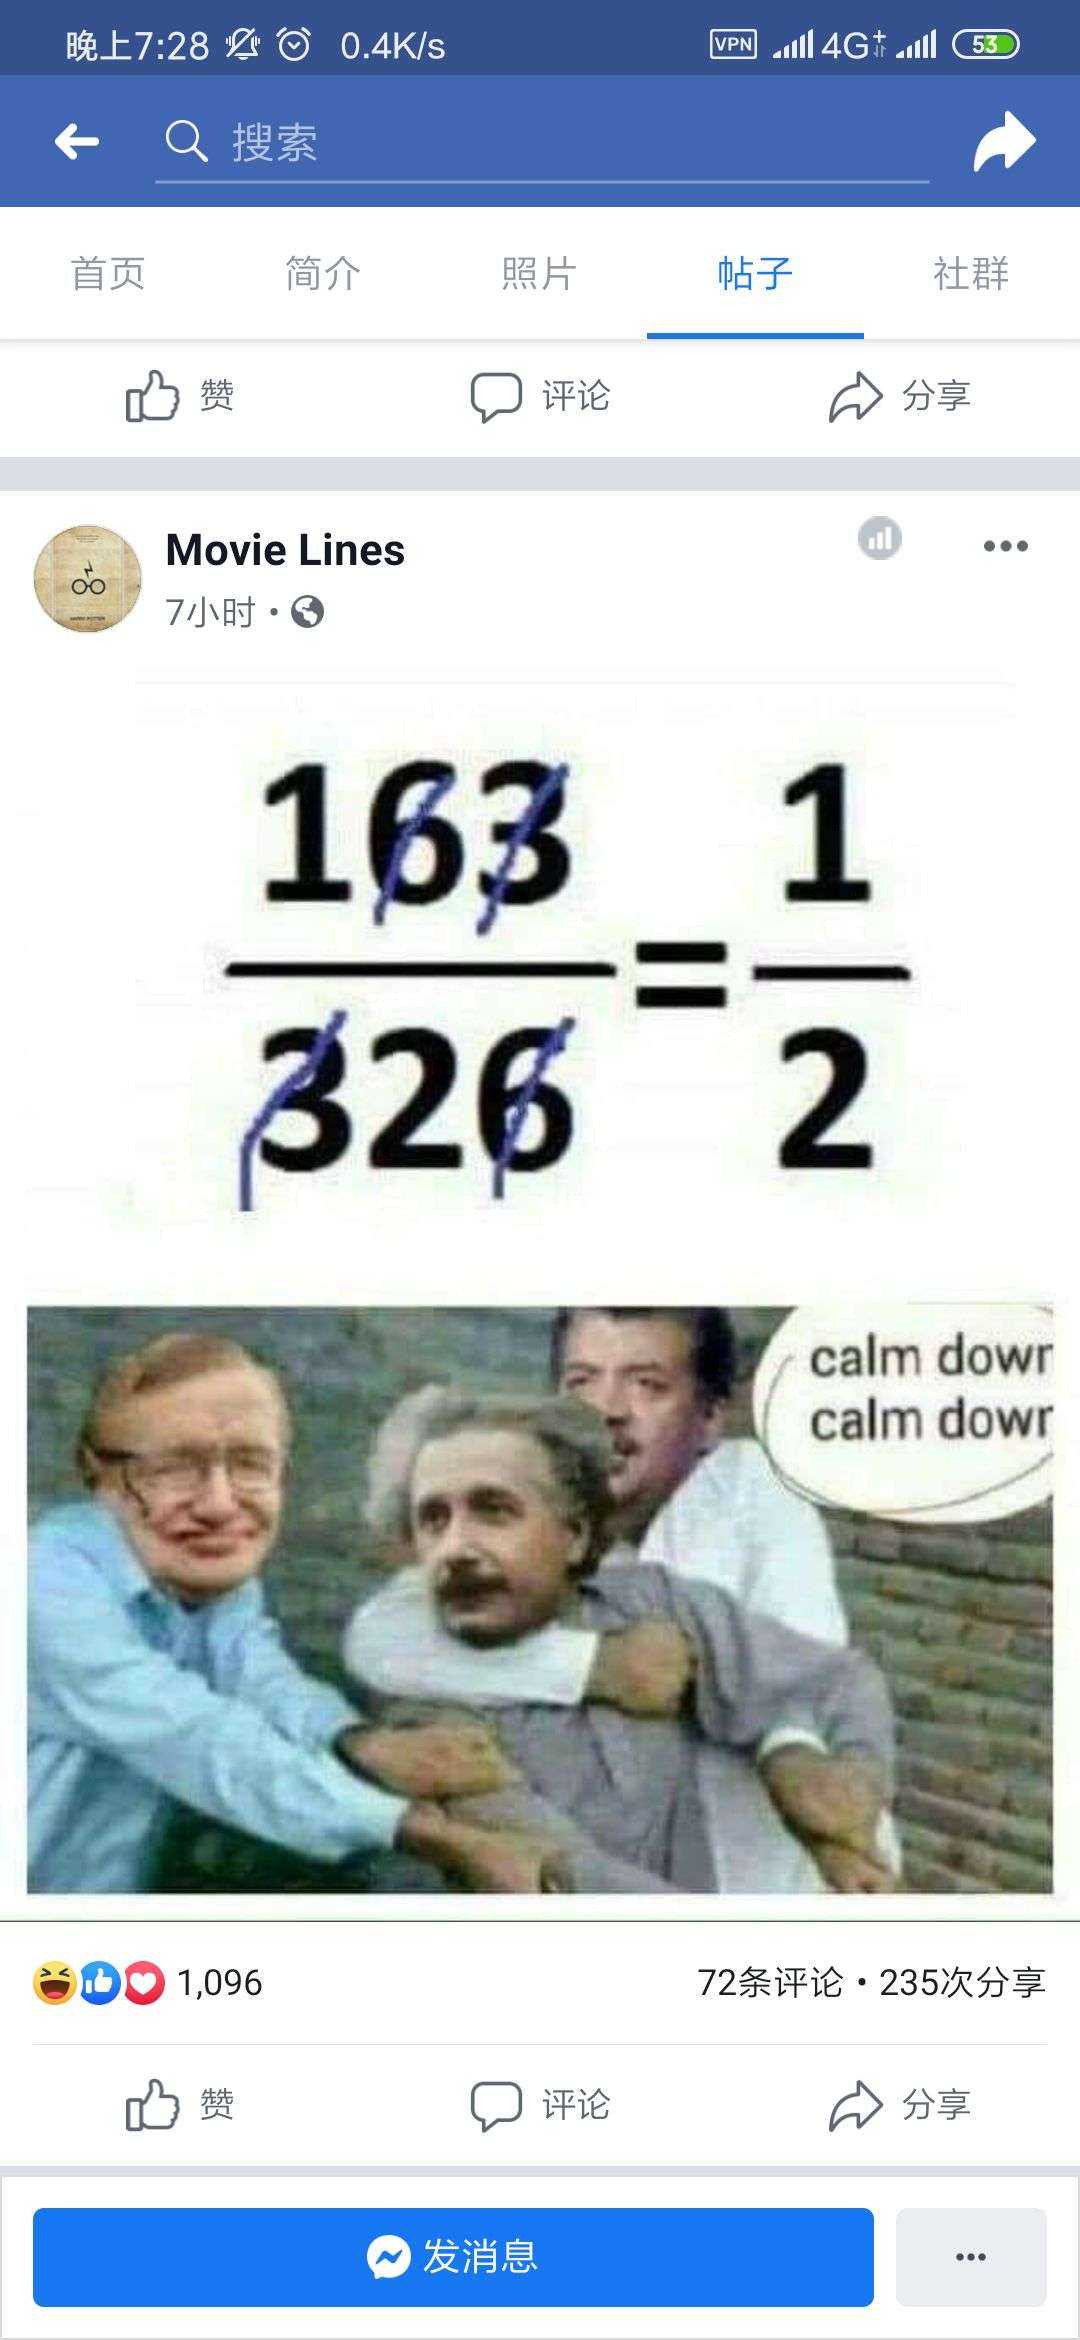 晚上7:28 0.4K/s VPN 4G+ 53
搜索
首页 简介 照片 帖子 社群
赞 评论 分享
Movie Lines
7小时 •
163
326
=
1
2
calm down
calm down
1,096 72条评论 • 235次分享
赞 评论 分享
发消息